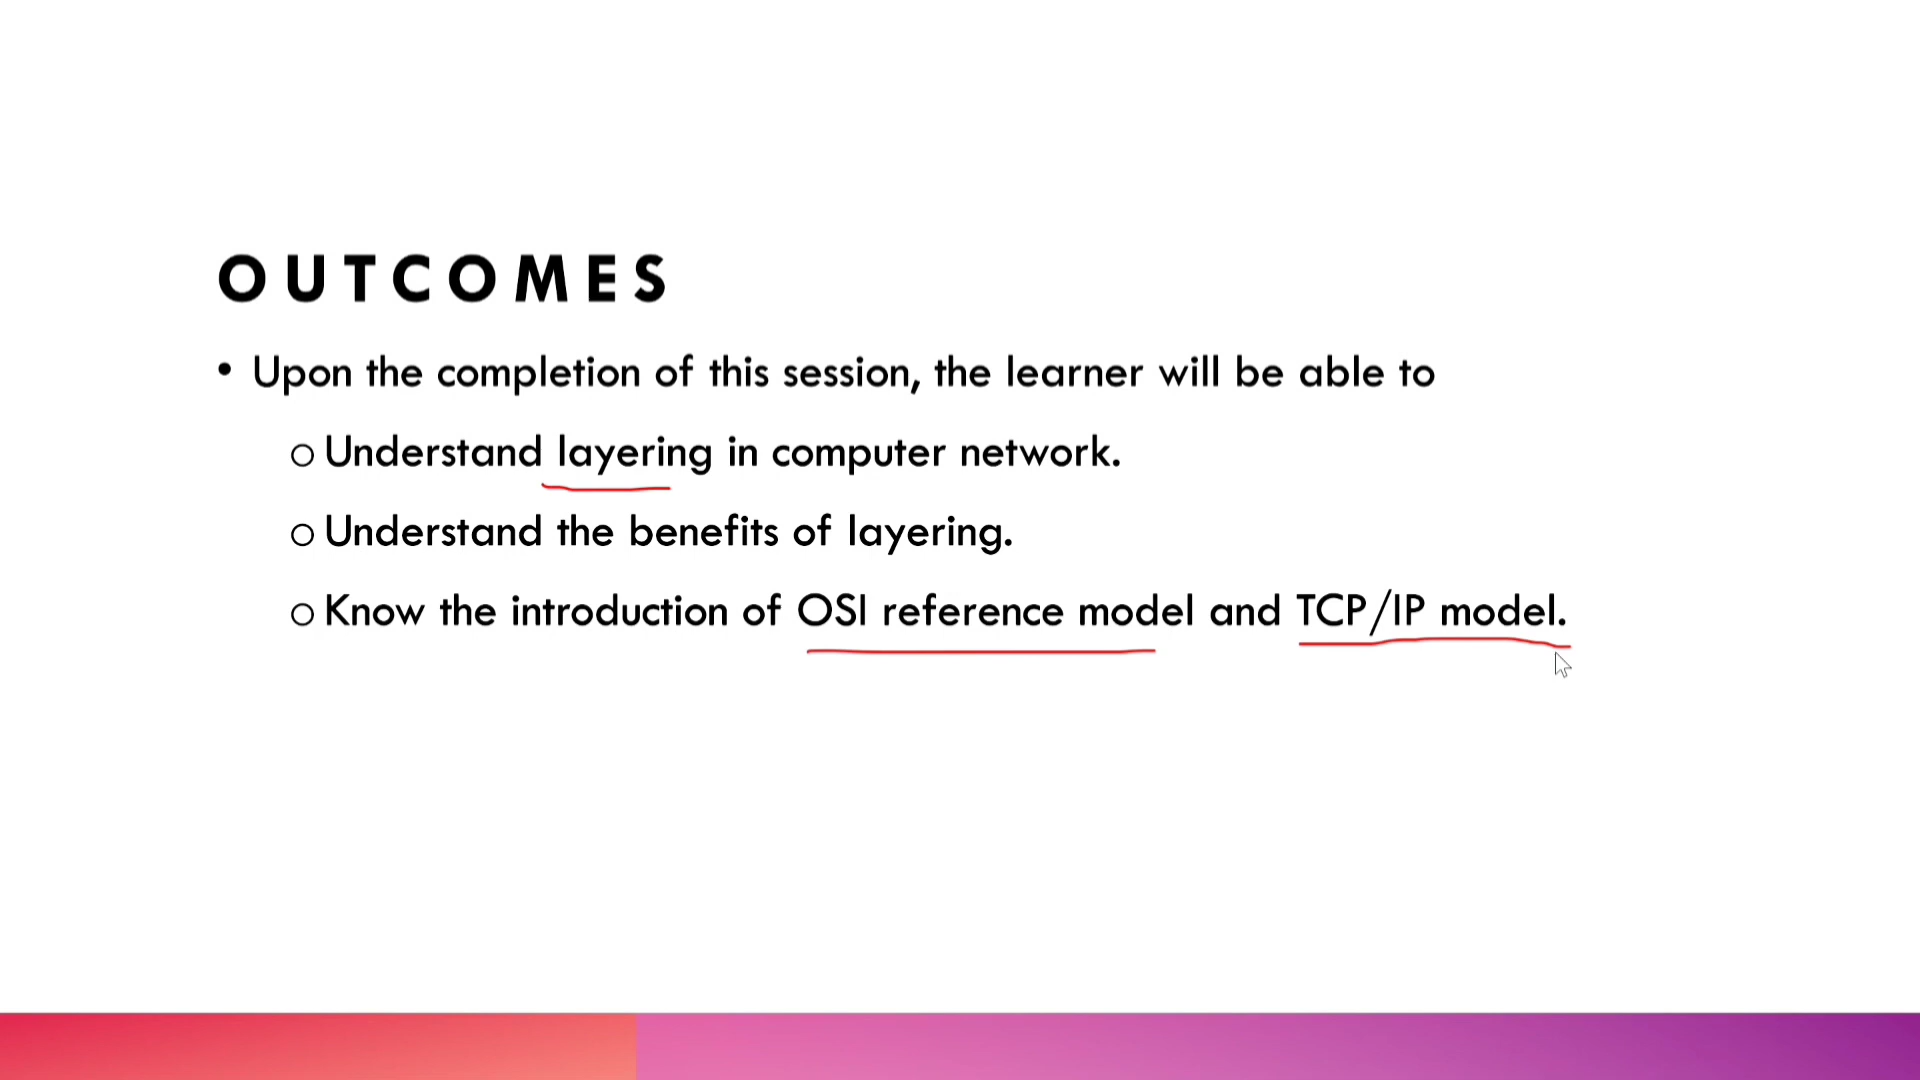 OUTCOMES
• Upon the completion of this session, the learner will be able to
o Understand layering in computer network.
o Understand the benefits of layering.
o Know the introduction of OSI reference model and TCP/IP model.